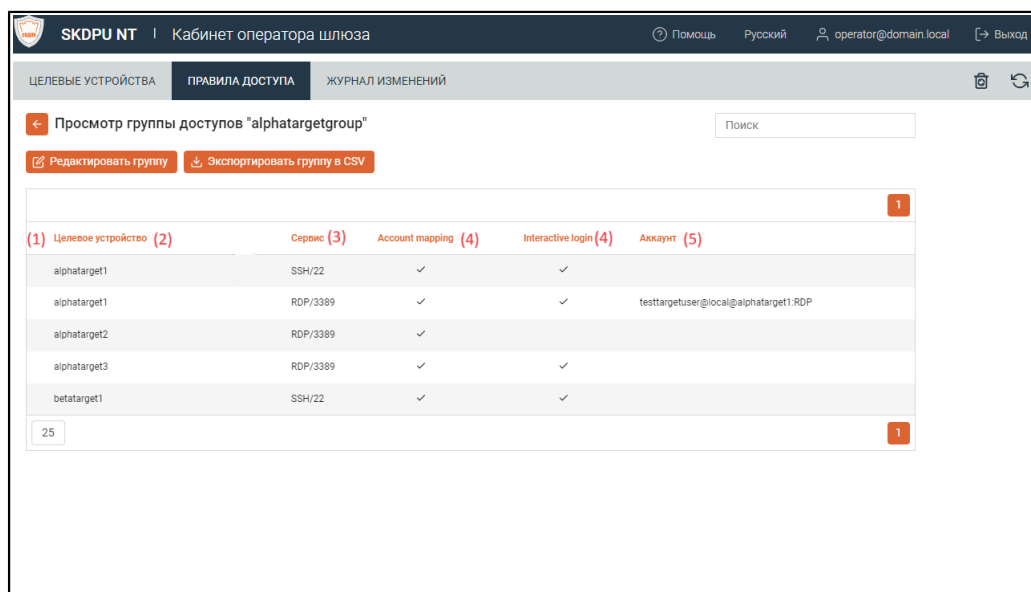 СКДПУ SKDPU NT | Кабинет оператора шлюза Помощь Русский operator@domain.local Выход
ЦЕЛЕВЫЕ УСТРОЙСТВА ПРАВИЛА ДОСТУПА ЖУРНАЛ ИЗМЕНЕНИЙ
Просмотр группы доступов "alphatargetgroup" Поиск
Редактировать группу Экспортировать группу в CSV
1
(1) Целевое устройство (2) Сервис (3) Account mapping (4) Interactive login (4) Аккаунт (5)
alphatarget1 SSH/22
alphatarget1 RDP/3389 testtargetuser@local@alphatarget1:RDP
alphatarget2 RDP/3389
alphatarget3 RDP/3389
betatarget1 SSH/22
25 1